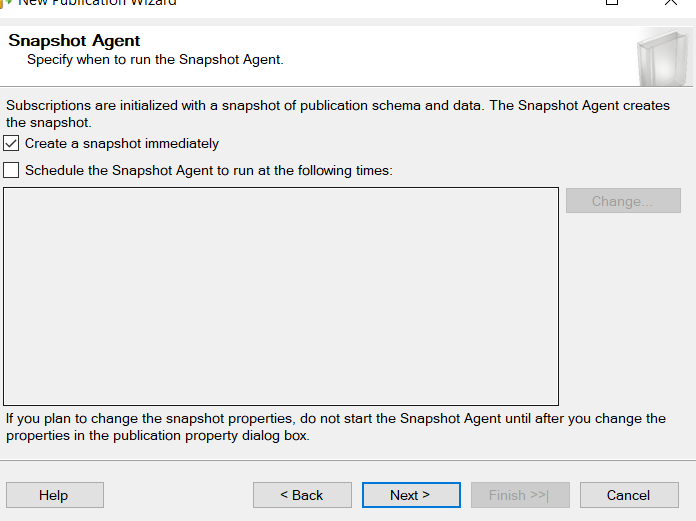 New Publication Wizard
Snapshot Agent
Specify when to run the Snapshot Agent.
Subscriptions are initialized with a snapshot of publication schema and data. The Snapshot Agent creates
the snapshot.
Create a snapshot immediately
Schedule the Snapshot Agent to run at the following times:
Change...
If you plan to change the snapshot properties, do not start the Snapshot Agent until after you change the
properties in the publication property dialog box.
Help
< Back
Next >
Finish >>|
Cancel